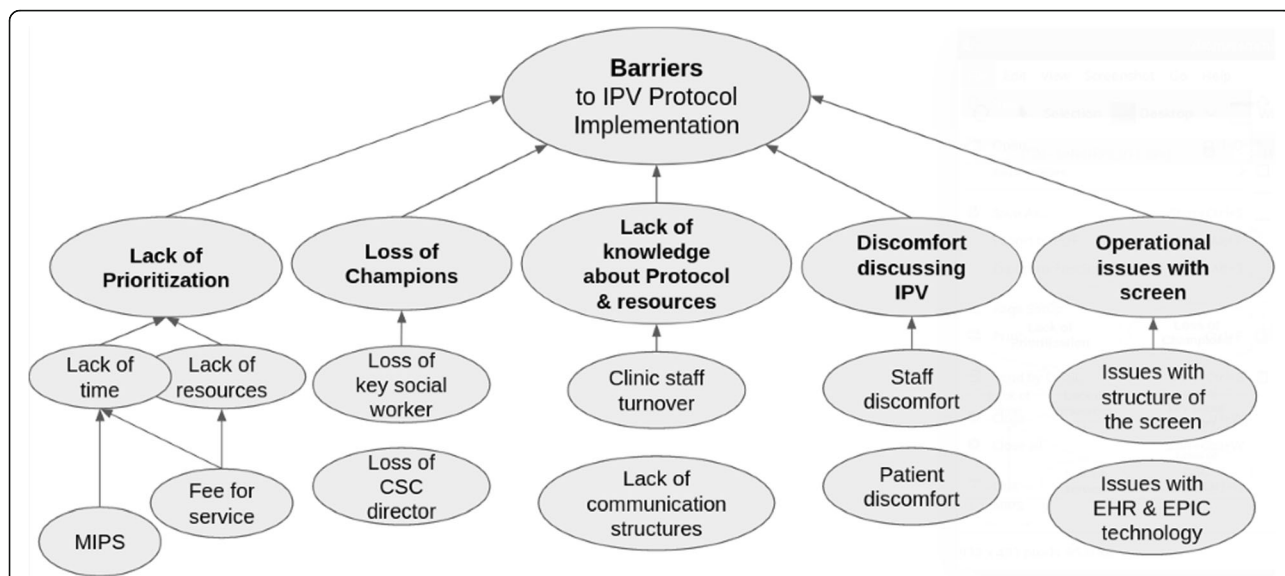 Barriers
to IPV Protocol
Implementation
Lack of
Prioritization
Loss of
Champions
Lack of
knowledge
about Protocol
& resources
Discomfort
discussing
IPV
Operational
issues with
screen
Lack of
time
Lack of
resources
Loss of
key social
worker
Clinic staff
turnover
Staff
discomfort
Issues with
structure of
the screen
MIPS
Fee for
service
Loss of
CSC
director
Lack of
communication
structures
Patient
discomfort
Issues with
EHR & EPIC
technology